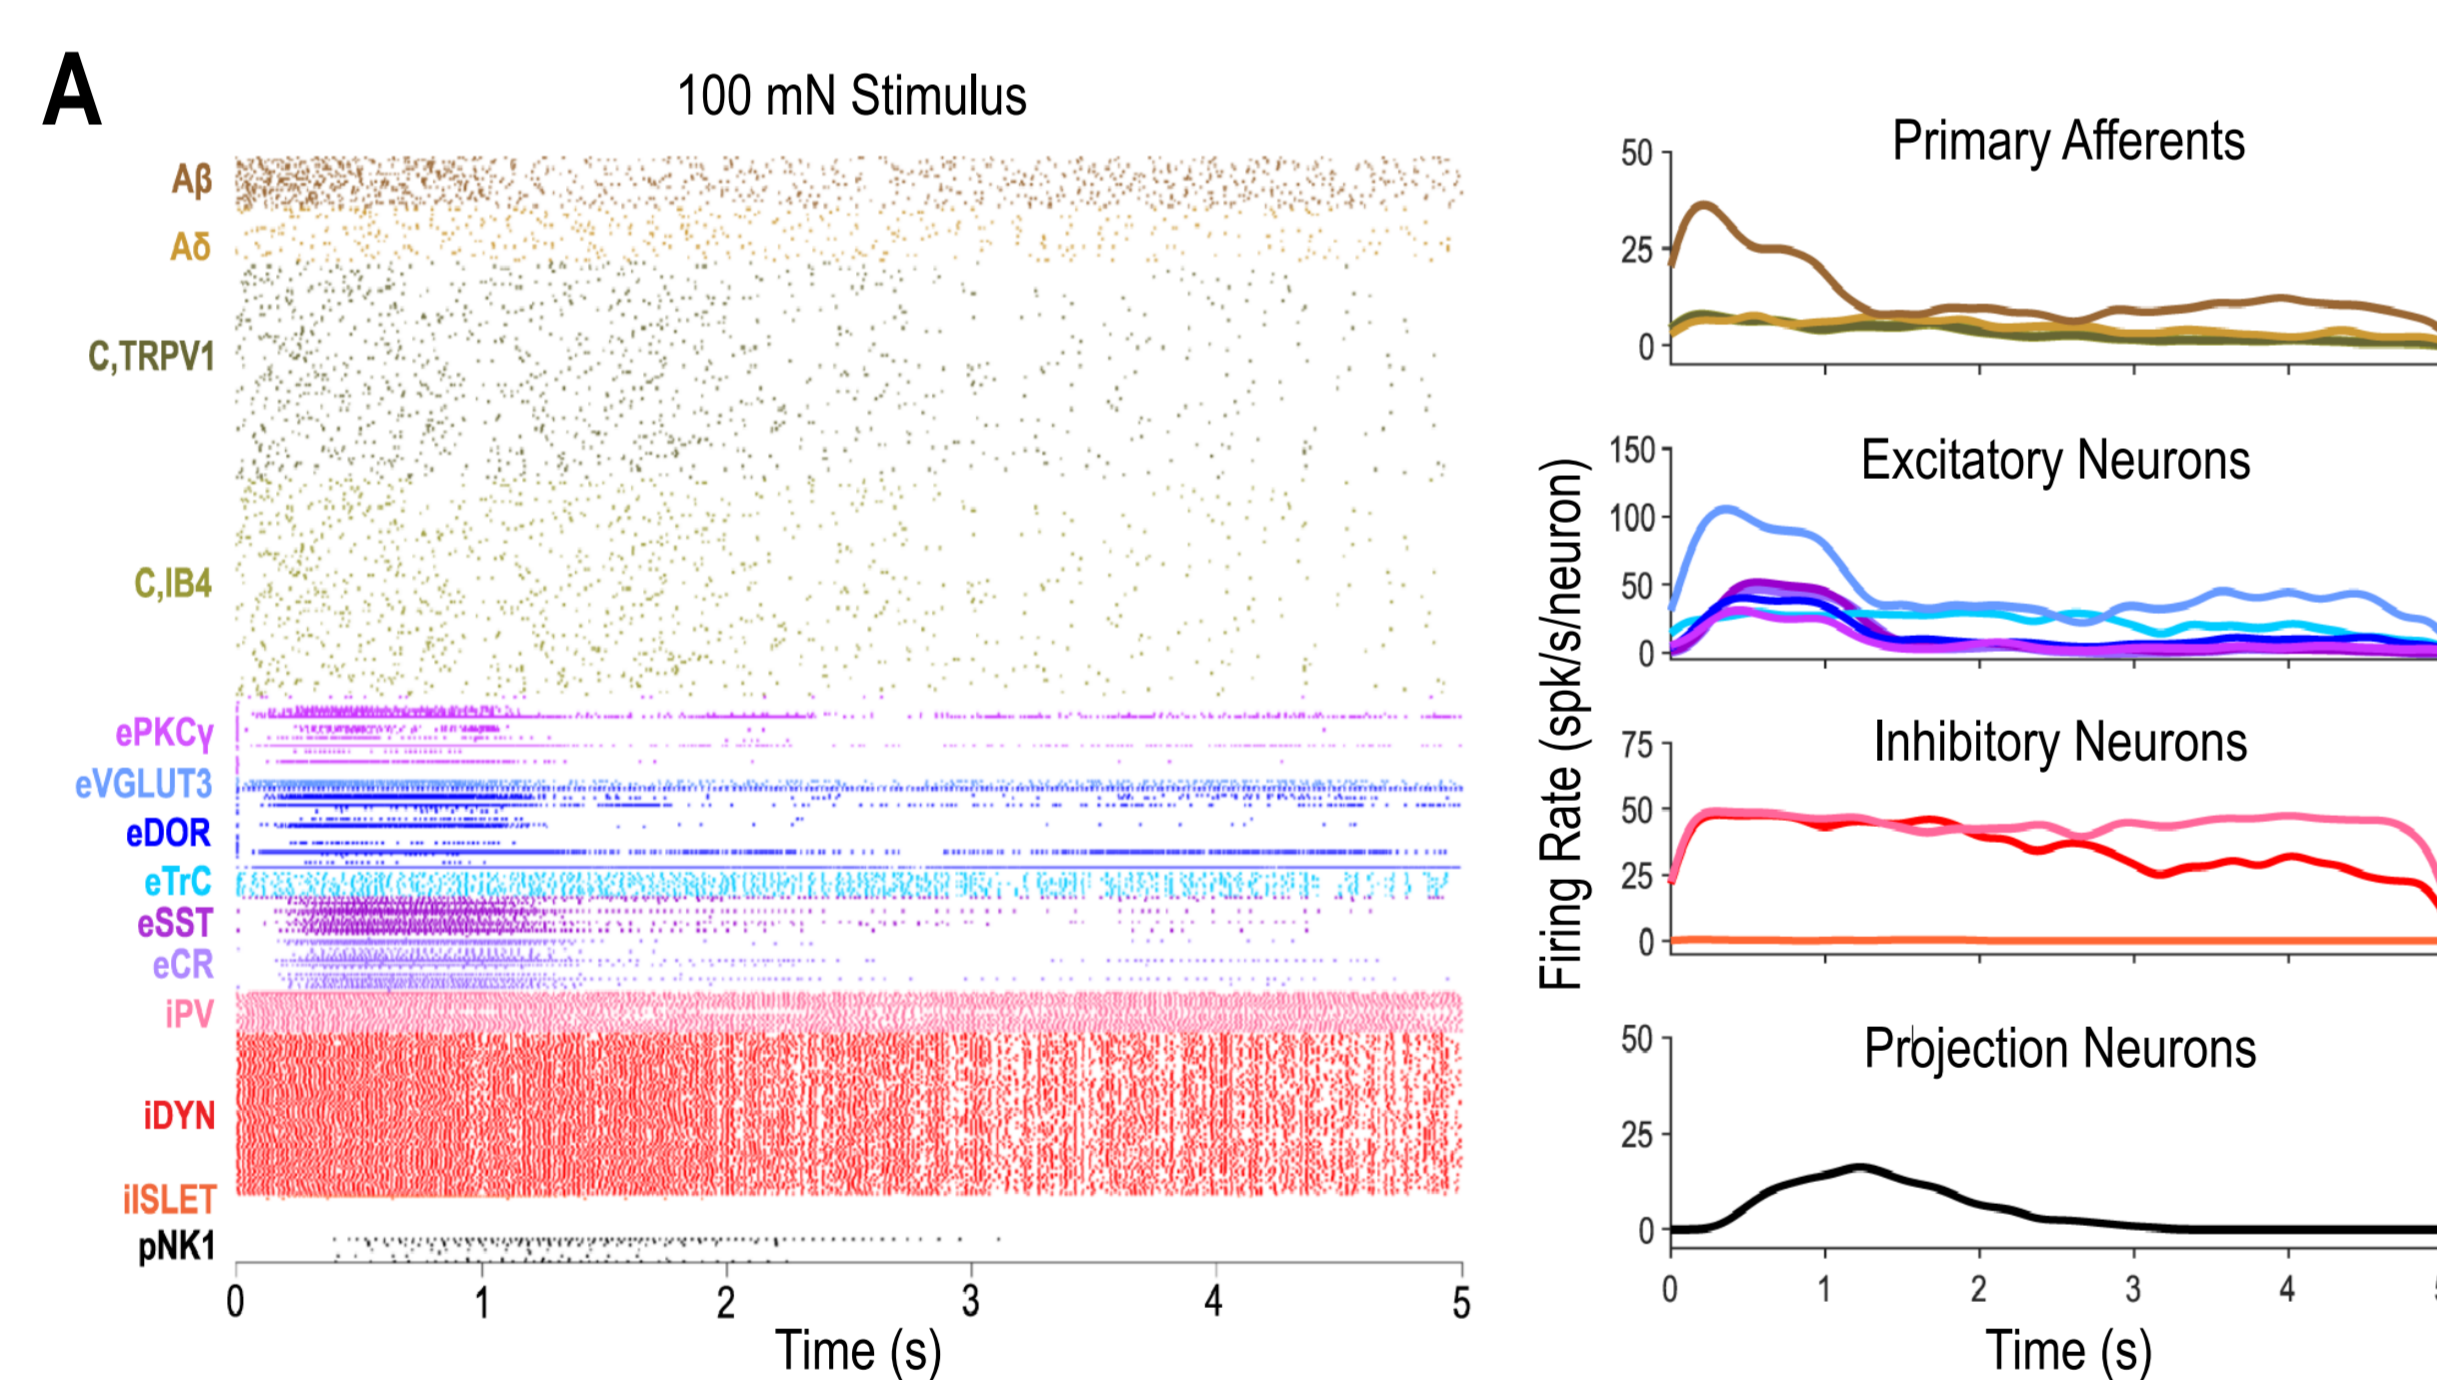 A
100 mN Stimulus
Aβ
Aδ
C,TRPV1
C,IB4
ePKCγ
eVGLUT3
eDOR
eTrC
eSST
eCR
iPV
iDYN
iISLET
pNK1
0 1 2 3 4 5
Time (s)
Firing Rate (spk/s/neuron)
Primary Afferents
50
25
0
Excitatory Neurons
150
100
50
0
Inhibitory Neurons
75
50
25
0
Projection Neurons
50
25
0
0 1 2 3 4
Time (s)